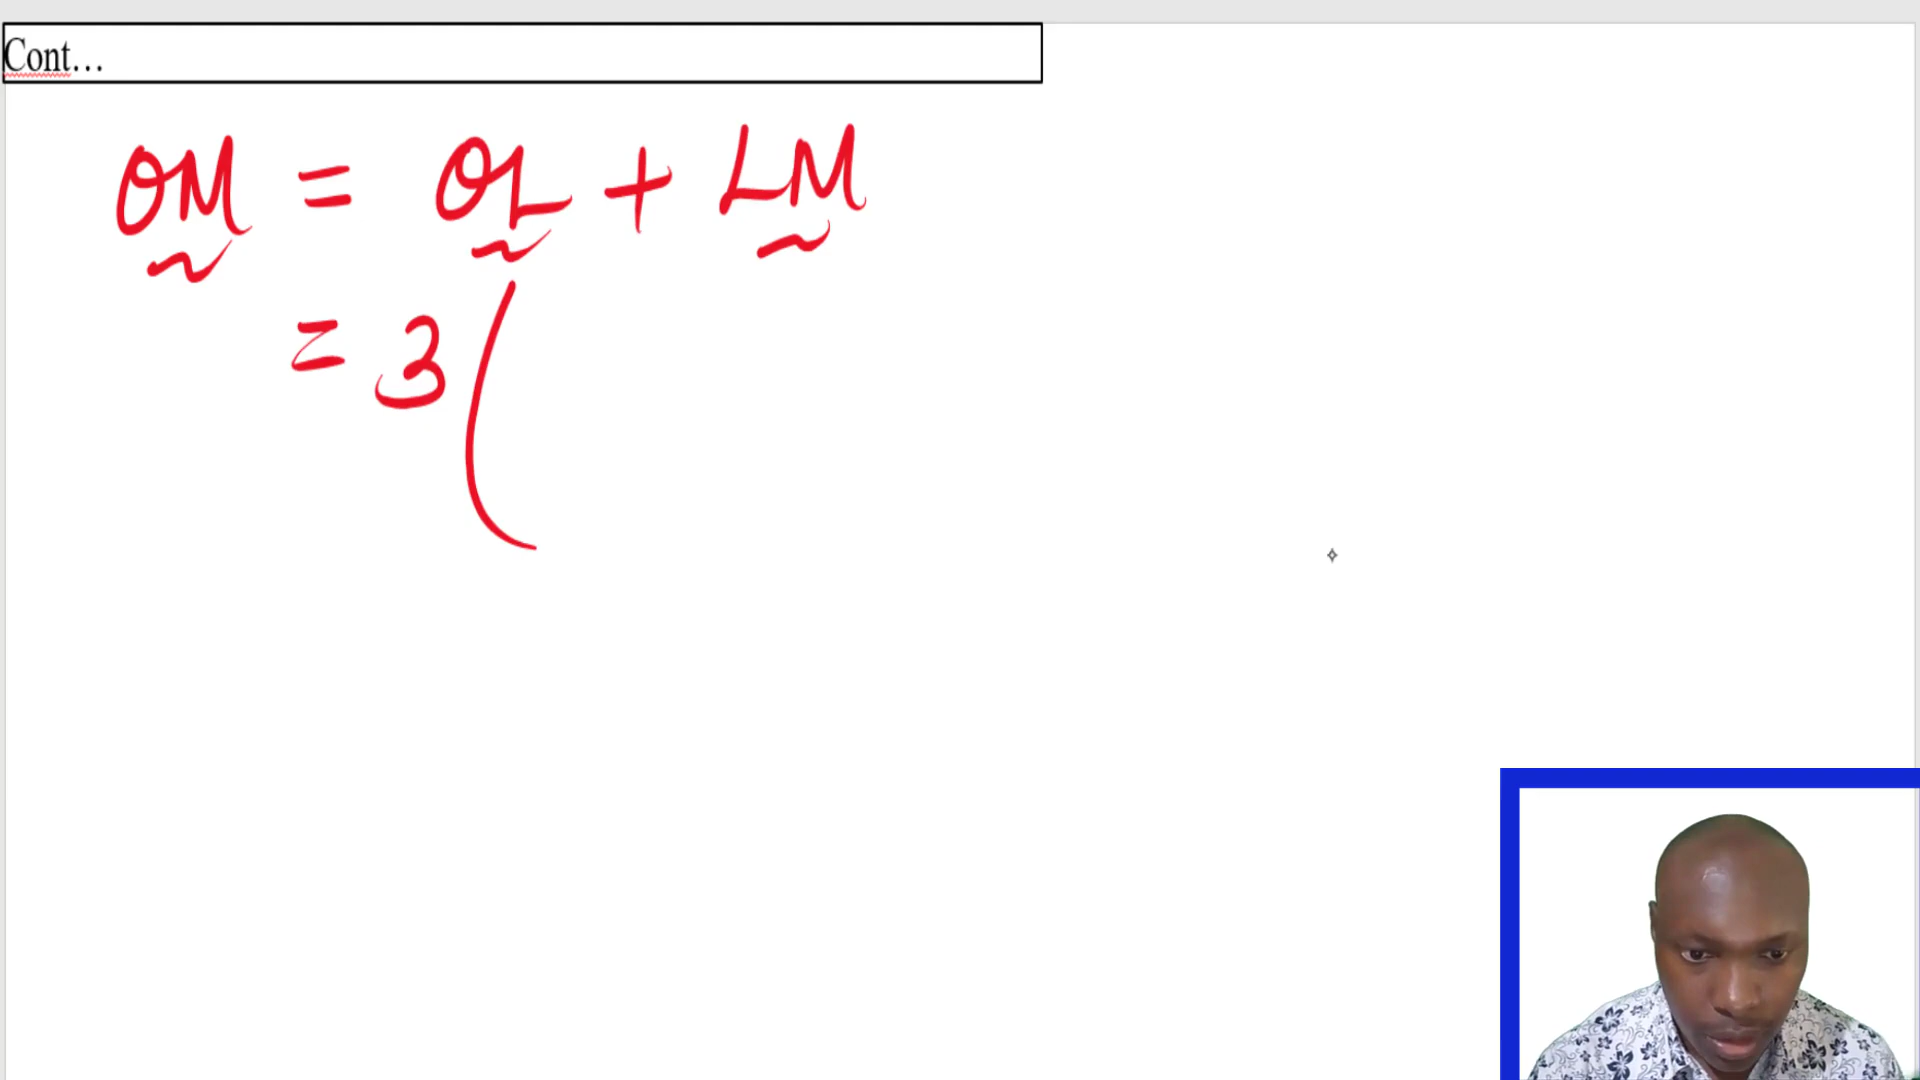 Cont...
OM = OL + LM
= 3 (